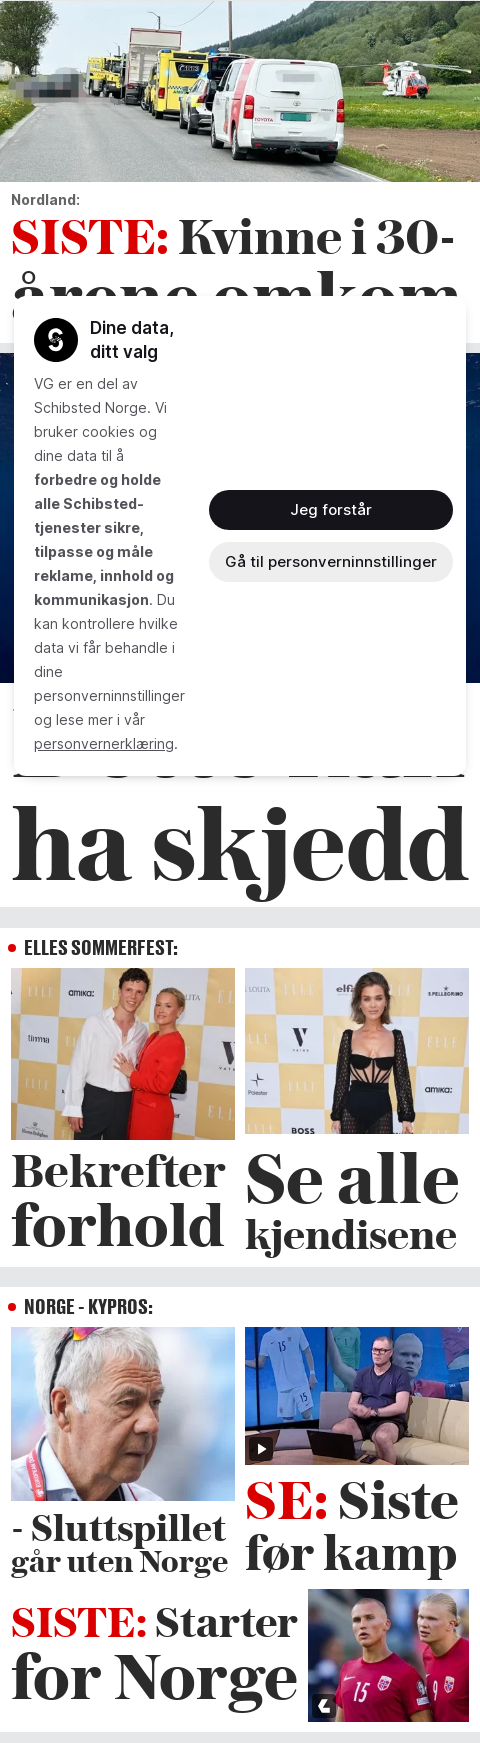 Nordland:
SISTE: Kvinne i 30-
årene omkom
Dine data,
ditt valg
VG er en del av
Schibsted Norge. Vi
bruker cookies og
dine data til å
forbedre og holde
alle Schibsted-
tjenester sikre,
tilpasse og måle
reklame, innhold og
kommunikasjon. Du
kan kontrollere hvilke
data vi får behandle i
dine
personverninnstillinger
og lese mer i vår
personvernerklæring.
Jeg forstår
Gå til personverninnstillinger
ha skjedd
ELLES SOMMERFEST:
Bekrefter
forhold
Se alle
kjendisene
NORGE - KYPROS:
- Sluttspillet
går uten Norge
SE: Siste
før kamp
SISTE: Starter
for Norge